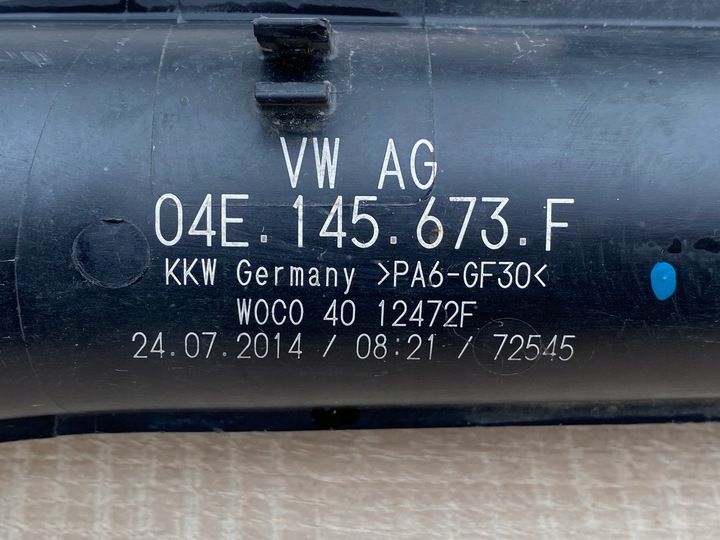 VW AG
04E.145.673.F
KKW Germany >PA6-GF30<
WOCO 40 12472F
24.07.2014 / 08:21 / 72545